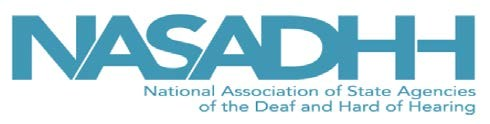 NASADHH
National Association of State Agencies
of the Deaf and Hard of Hearing